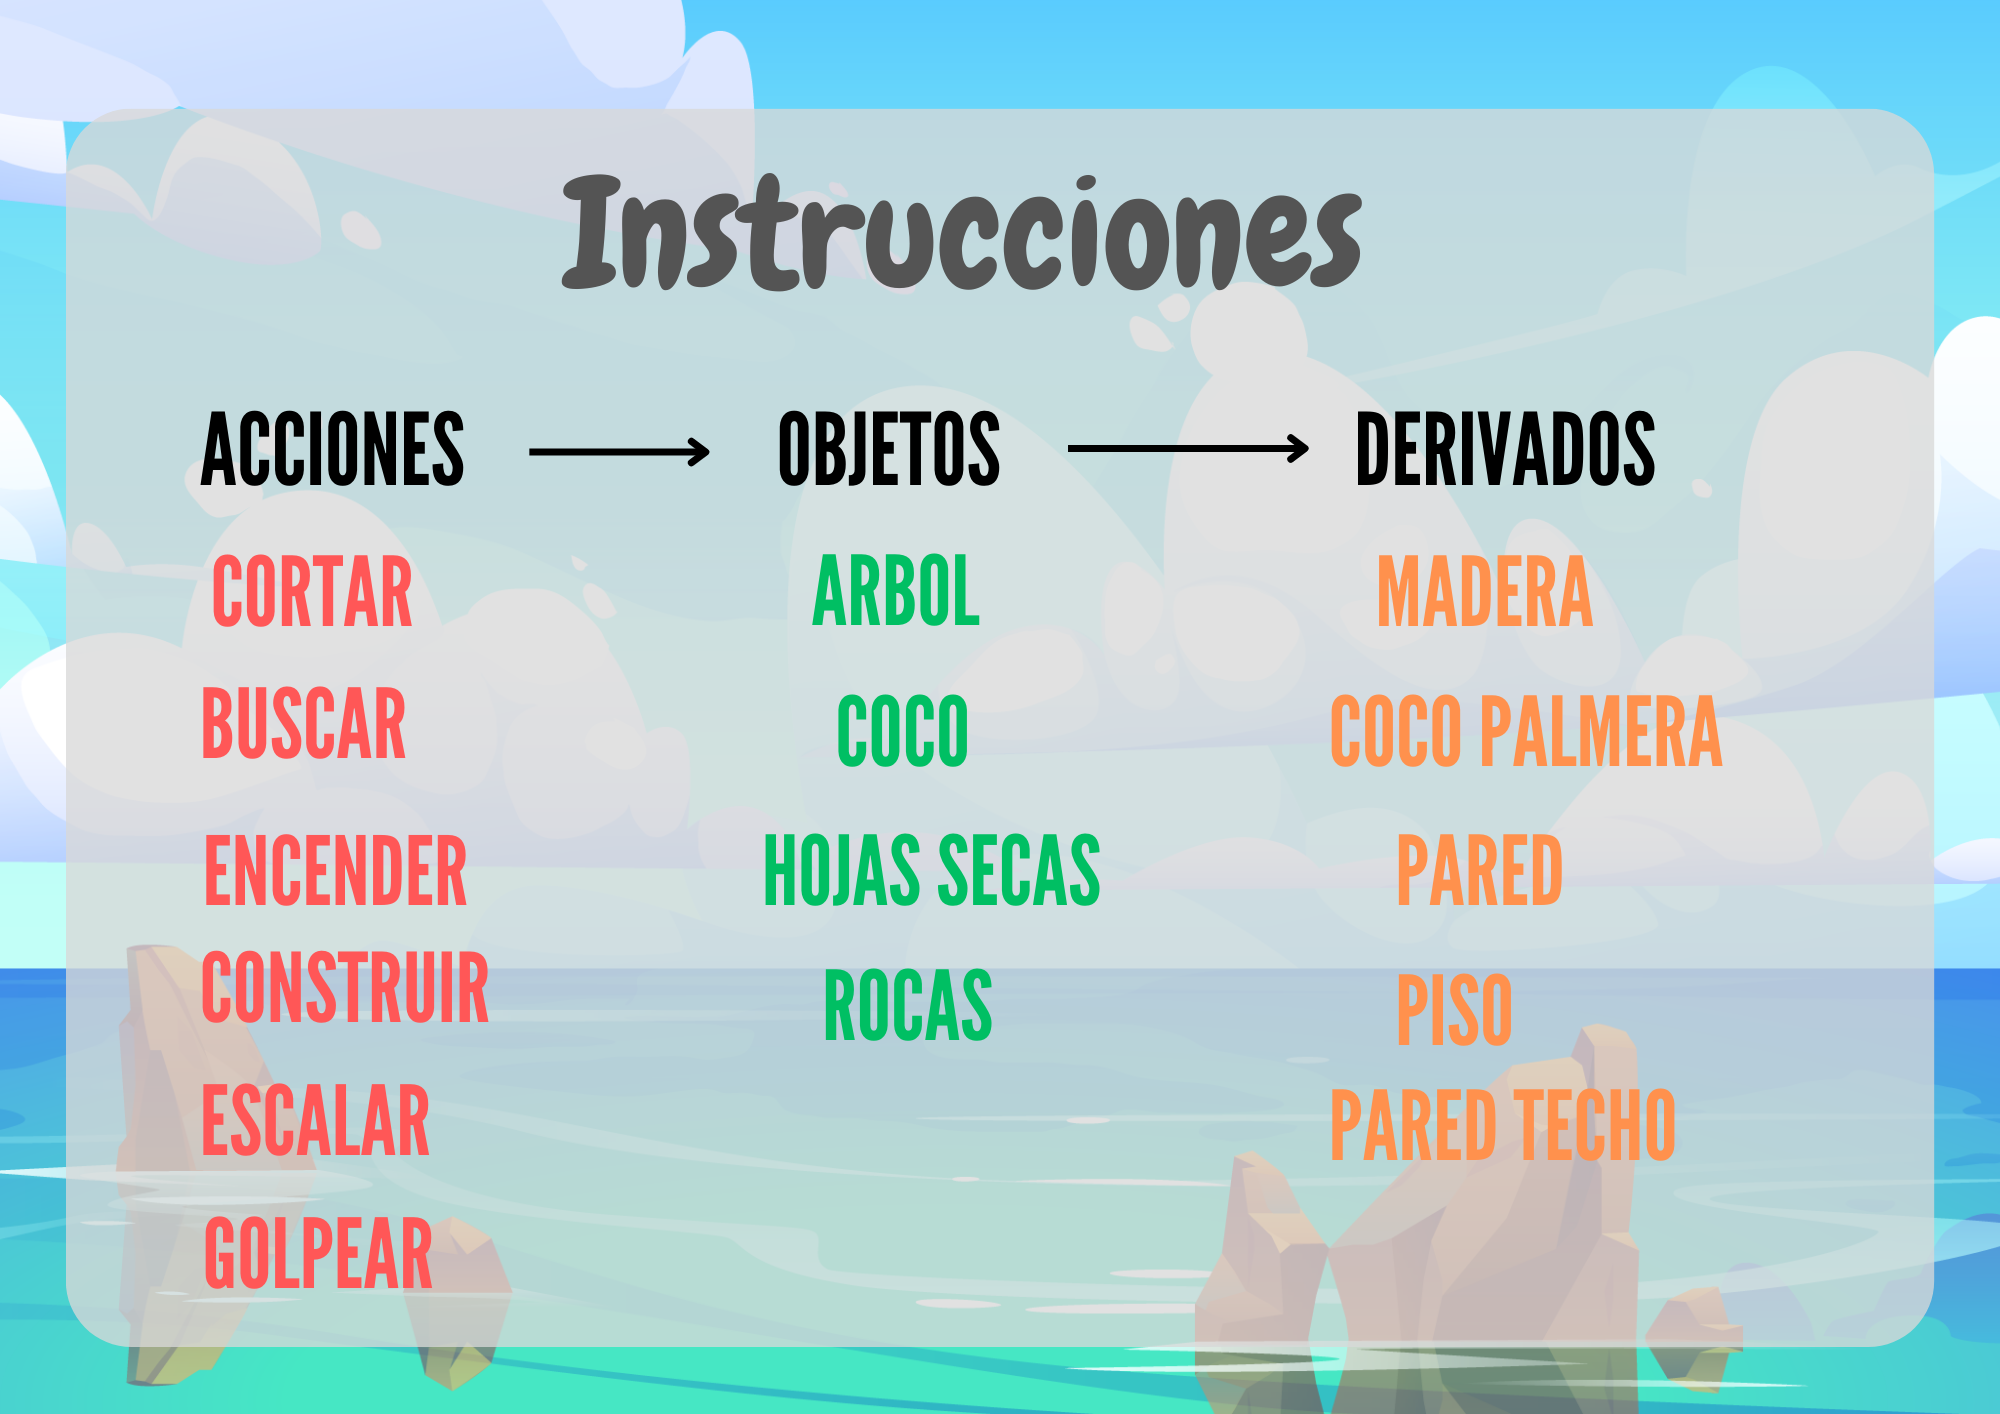 Instrucciones
ACCIONES OBJETOS DERIVADOS
CORTAR ARBOL MADERA
BUSCAR COCO COCO PALMERA
ENCENDER HOJAS SECAS PARED
CONSTRUIR ROCAS PISO
ESCALAR PARED TECHO
GOLPEAR